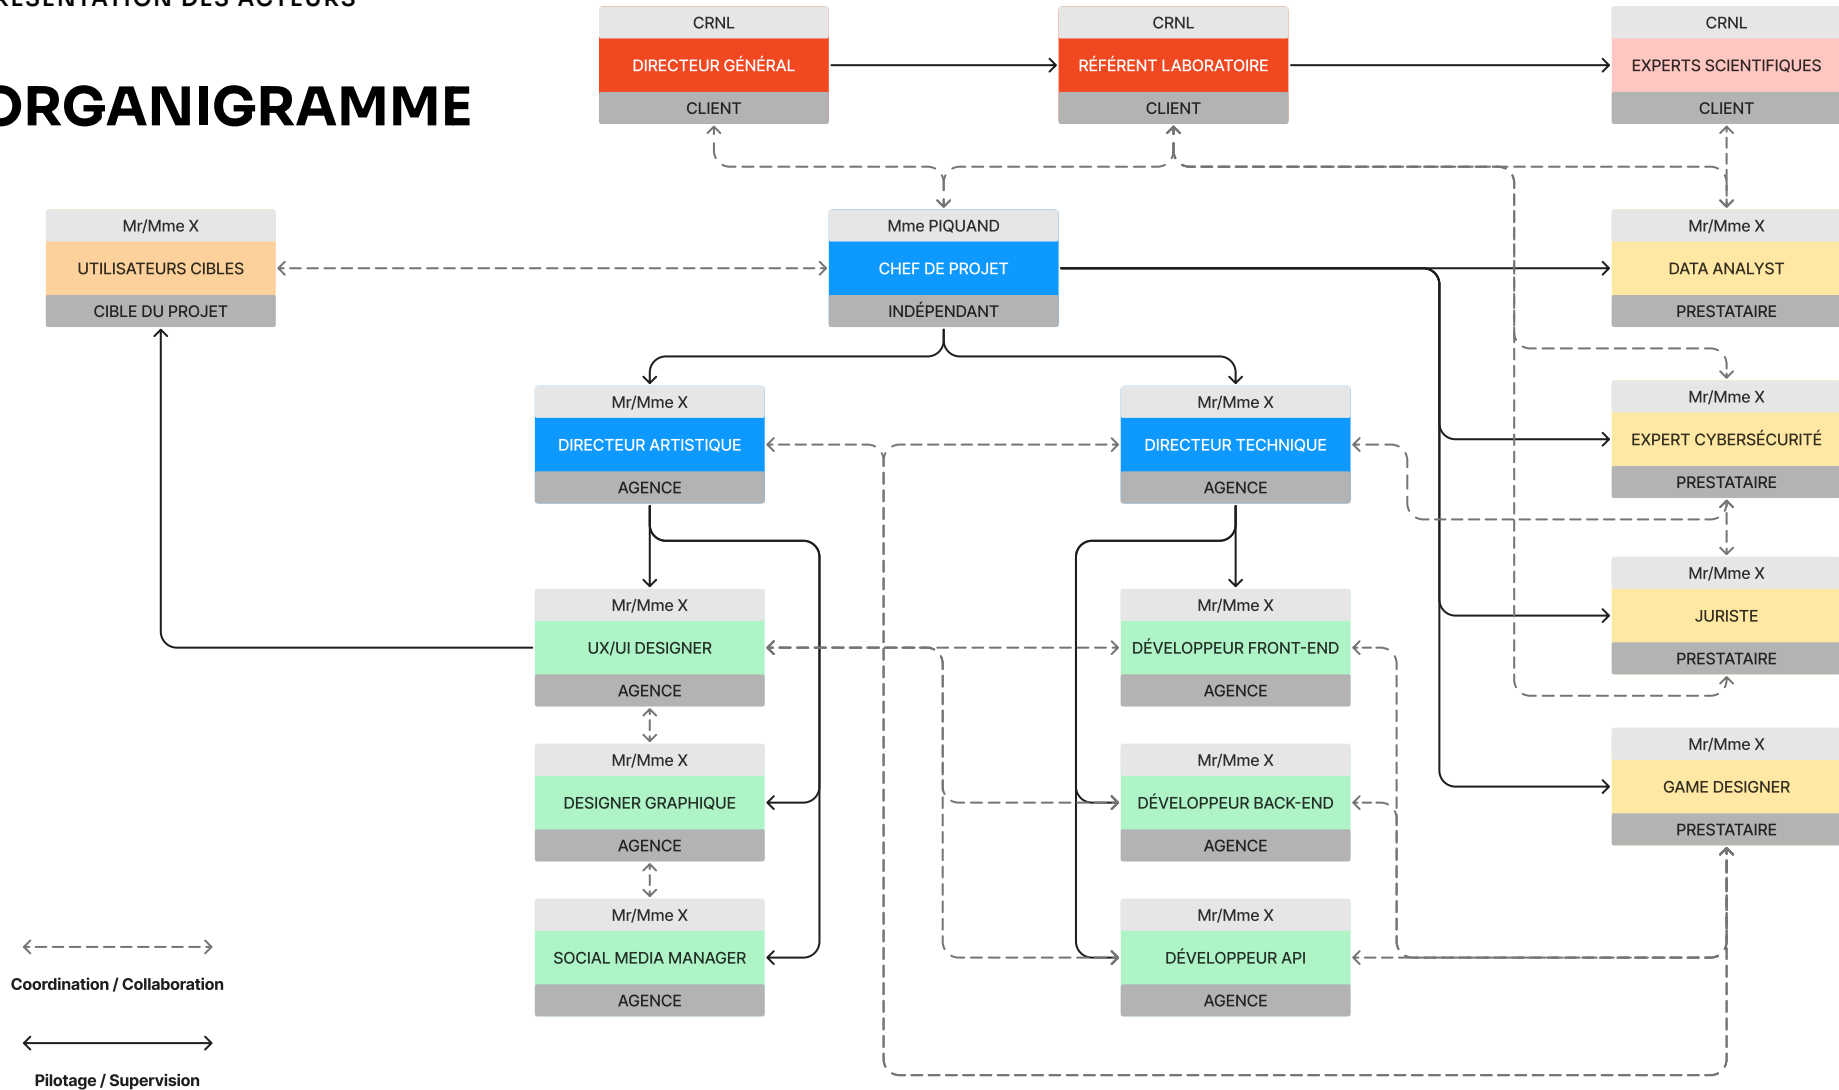 RÉSENTATION DES ACTEURS
ORGANIGRAMME
CRNL
DIRECTEUR GÉNÉRAL
CLIENT
CRNL
RÉFÉRENT LABORATOIRE
CLIENT
CRNL
EXPERTS SCIENTIFIQUES
CLIENT
Mr/Mme X
UTILISATEURS CIBLES
CIBLE DU PROJET
Mme PIQUAND
CHEF DE PROJET
INDÉPENDANT
Mr/Mme X
DATA ANALYST
PRESTATAIRE
Mr/Mme X
DIRECTEUR ARTISTIQUE
AGENCE
Mr/Mme X
DIRECTEUR TECHNIQUE
AGENCE
Mr/Mme X
EXPERT CYBERSÉCURITÉ
PRESTATAIRE
Mr/Mme X
JURISTE
PRESTATAIRE
Mr/Mme X
UX/UI DESIGNER
AGENCE
Mr/Mme X
DÉVELOPPEUR FRONT-END
AGENCE
Mr/Mme X
GAME DESIGNER
PRESTATAIRE
Mr/Mme X
DESIGNER GRAPHIQUE
AGENCE
Mr/Mme X
DÉVELOPPEUR BACK-END
AGENCE
Mr/Mme X
SOCIAL MEDIA MANAGER
AGENCE
Mr/Mme X
DÉVELOPPEUR API
AGENCE
Coordination / Collaboration
Pilotage / Supervision